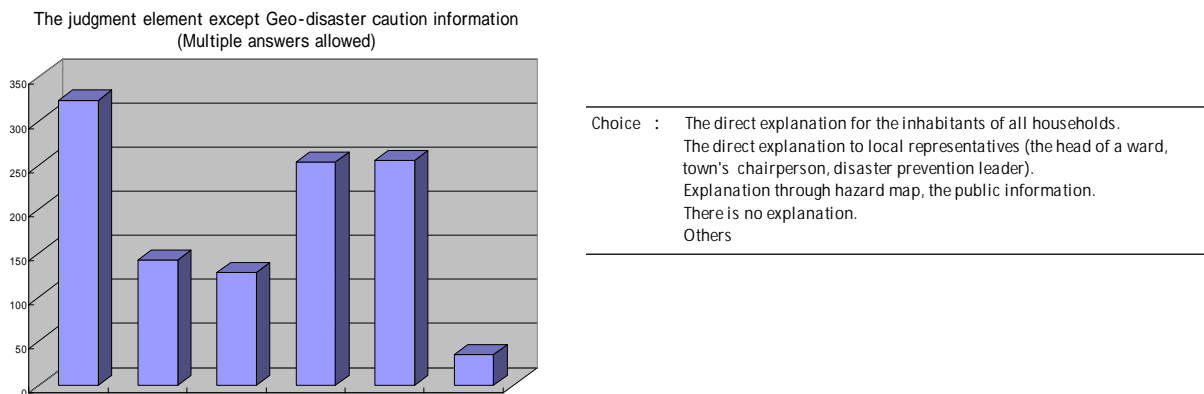 The judgment element except Geo-disaster caution information
(Multiple answers allowed)
350
300
250
200
150
100
50
0
Choice : The direct explanation for the inhabitants of all households.
The direct explanation to local representatives (the head of a ward,
town's chairperson, disaster prevention leader).
Explanation through hazard map, the public information.
There is no explanation.
Others